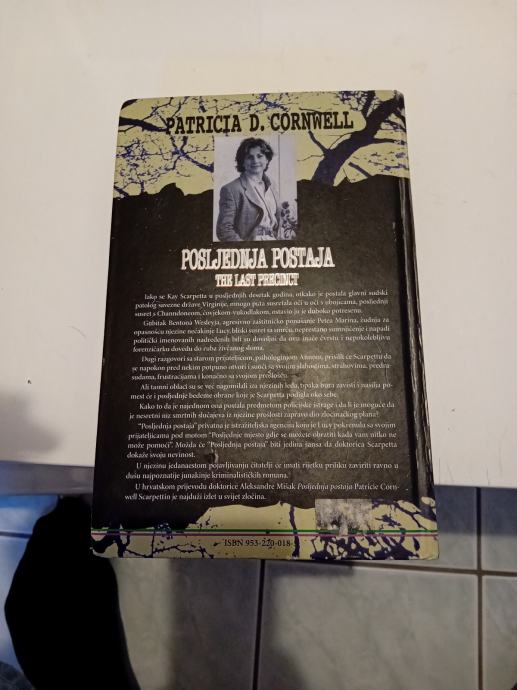 PATRICIA D. CORNWELL
POSLJEDNJA POSTAJA
THE LAST PRECINCT
Iako se Kay Scarpetta u posljednjih desetak godina, otkako je postala glavni sudski
patolog savezne države Virginije, mnogo puta susretala oči u oči s ubojicama, posljednji
susret s Chandonneom, čovjekom-vukodlakom, ostavio ju je duboko potresenu.
Gubitak Bentona Wesleyja, agresivno zaštitničko ponašanje Petea Marina, žudnja za
opasnošću njezine nećakinje Lucy, bliski susret sa smrću, neprestano sumnjičenje i napadi
politički imenovanih nadređenih bili su dovoljni da ovu inače čvrstu i nepokolebljivu
forenzičarku dovedu do ruba živčanog sloma.
Dugi razgovori sa starom prijateljicom, psihologinjom Annom, prisilit će Scarpettu da
se napokon pred nekim potpuno otvori i suoči sa svojim slabostima, strahovima, predra-
sudama, frustracijama i konačno sa svojom prošlošću.
Ali tamni oblaci su se već nagomilali iza njezinih leđa, bujaka zavisti i nasilja po-
mest će i posljednje bedeme obrane koje je Scarpetta podigla oko sebe.
Kako to da je najednom ona postala predmetom policijske istrage i da li je moguće da
je nesretni niz smrtnih slučajeva iz njezine prošlosti zapravo dio zločinačkog plana?
"Posljednja postaja" privatna je istražiteljska agencija koju je Lucy pokrenula sa svojim
prijateljicama pod motom "Posljednje mjesto gdje se možete obratiti kada vam nitko ne
može pomoći". Možda će "Posljednja postaja" biti jedina šansa da doktorica Scarpetta
dokaže svoju nevinost.
U njezinu jedanaestom pojavljivanju čitatelji će imati rijetku priliku zaviriti ravno u
dušu najpoznatije junakinje kriminalističkih romana.
U hrvatskom prijevodu doktorice Aleksandre Mišak Posljednja postaja Patricie Corn-
well Scarpettin je najduži izlet u svijet zločina.
ISBN 953-220-018-